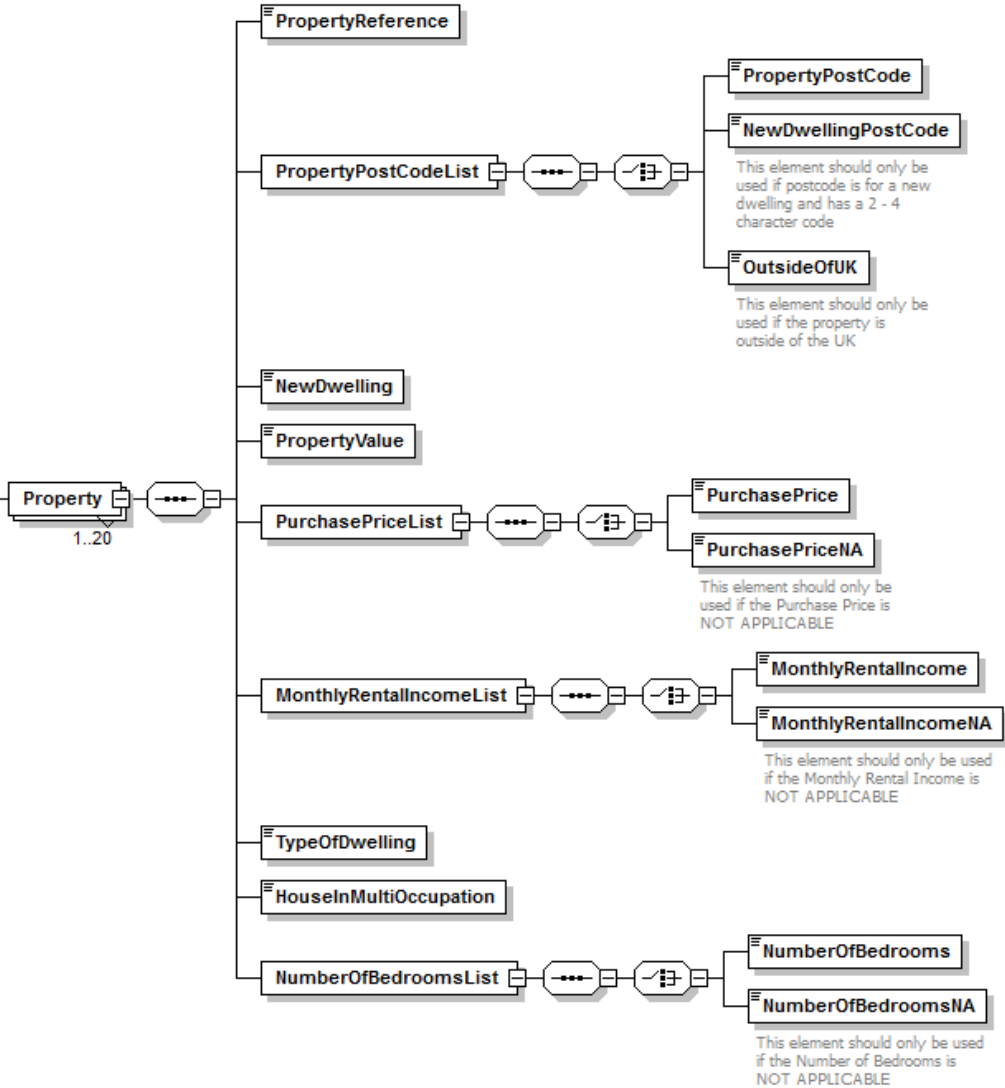 PropertyReference
PropertyPostCode
NewDwellingPostCode
This element should only be
used if postcode is for a new
dwelling and has a 2 - 4
character code
PropertyPostCodeList
OutsideOfUK
This element should only be
used if the property is
outside of the UK
NewDwelling
PropertyValue
Property
1..20
PurchasePriceList
PurchasePrice
PurchasePriceNA
This element should only be
used if the Purchase Price is
NOT APPLICABLE
MonthlyRentalIncomeList
MonthlyRentalIncome
MonthlyRentalIncomeNA
This element should only be used
if the Monthly Rental Income is
NOT APPLICABLE
TypeOfDwelling
HouseInMultiOccupation
NumberOfBedroomsList
NumberOfBedrooms
NumberOfBedroomsNA
This element should only be used
if the Number of Bedrooms is
NOT APPLICABLE